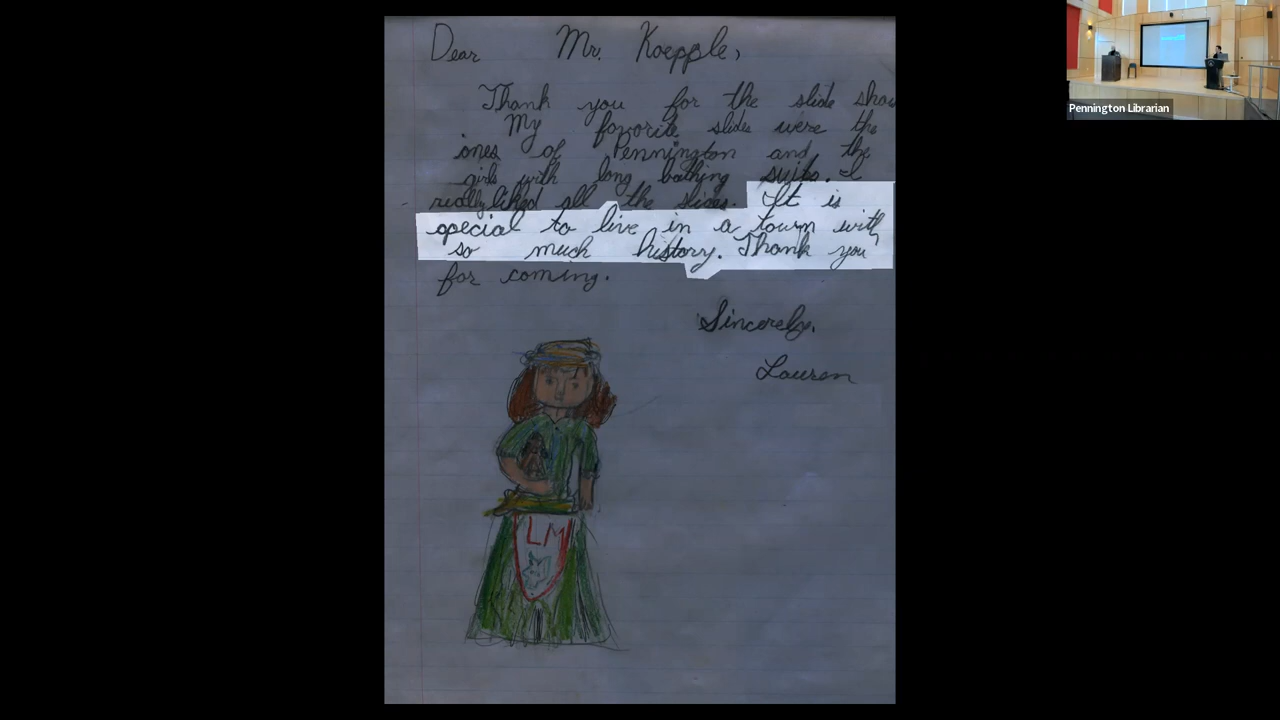 Dear Mr. Koepple,
Thank you for the slide show
My favorite slides were the
ones of Pennington and the
girls with long bathing suits. I
really liked all the slides. It is
special to live in a town with
so much history. Thank you
for coming.
Sincerely,
Lauren
LM
Pennington Librarian